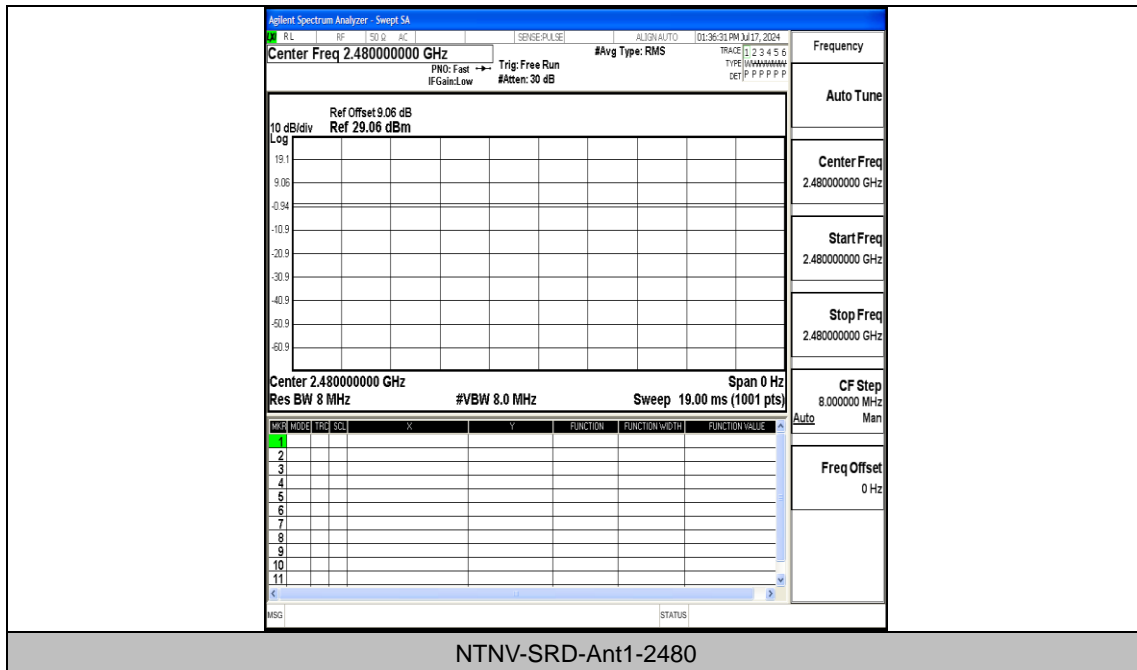 Agilent Spectrum Analyzer - Swept SA
RL RF 50 Ω AC SENSE:PULSE ALIGN AUTO 01:36:31 PM Jul 17, 2024
Center Freq 2.480000000 GHz
#Avg Type: RMS
TRACE 1 2 3 4 5 6
TYPE
DET P P P P P P
PNO: Fast
IFGain:Low
Trig: Free Run
#Atten: 30 dB
Ref Offset 9.06 dB
10 dB/div Ref 29.06 dBm
Log
19.1
9.06
-0.94
-10.9
-20.9
-30.9
-40.9
-50.9
-60.9
Center 2.480000000 GHz Span 0 Hz
Res BW 8 MHz #VBW 8.0 MHz Sweep 19.00 ms (1001 pts)
MKR MODE TRC SCL X Y FUNCTION FUNCTION WIDTH FUNCTION VALUE
1
2
3
4
5
6
7
8
9
10
11
MSG STATUS
Frequency
Auto Tune
Center Freq
2.480000000 GHz
Start Freq
2.480000000 GHz
Stop Freq
2.480000000 GHz
CF Step
8.000000 MHz
Auto Man
Freq Offset
0 Hz
NTNV-SRD-Ant1-2480